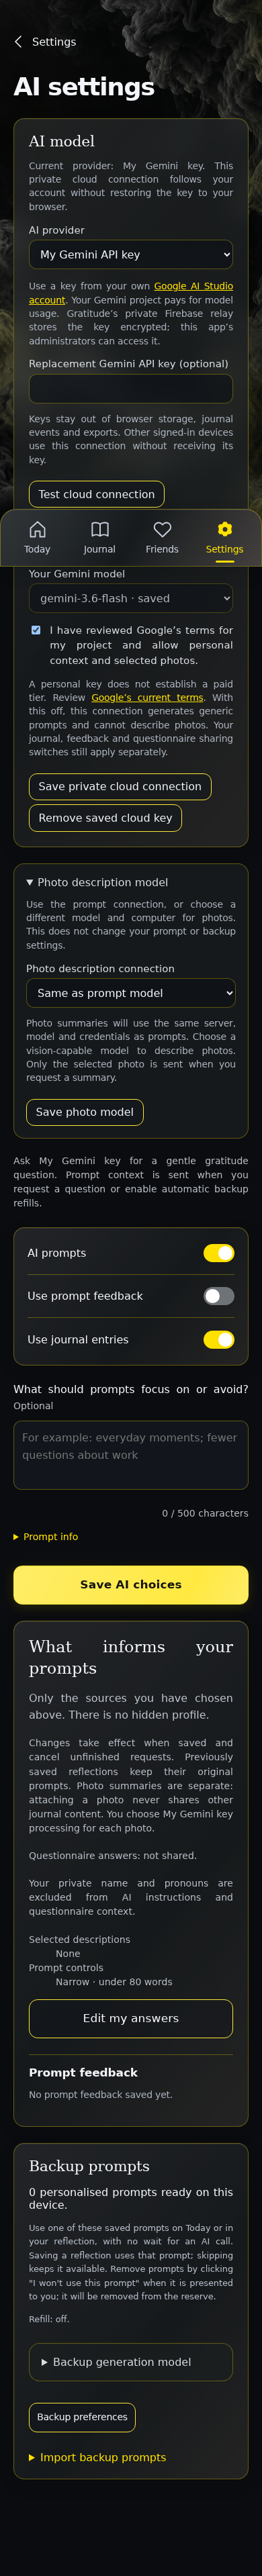 Settings
AI settings
AI model
Current provider: My Gemini key. This
private cloud connection follows your
account without restoring the key to your
browser.
AI provider
My Gemini API key
Use a key from your own Google AI Studio
account. Your Gemini project pays for model
usage. Gratitude's private Firebase relay
stores the key encrypted; this app's
administrators can access it.
Replacement Gemini API key (optional)
Keys stay out of browser storage, journal
events and exports. Other signed-in devices
use this connection without receiving its
key.
Test cloud connection
Today
Journal
Friends
Settings
Your Gemini model
gemini-3.6-flash · saved
I have reviewed Google's terms for
my project and allow personal
context and selected photos.
A personal key does not establish a paid
tier. Review Google's current terms. With
this off, this connection generates generic
prompts and cannot describe photos. Your
journal, feedback and questionnaire sharing
switches still apply separately.
Save private cloud connection
Remove saved cloud key
▼ Photo description model
Use the prompt connection, or choose a
different model and computer for photos.
This does not change your prompt or backup
settings.
Photo description connection
Same as prompt model
Photo summaries will use the same server,
model and credentials as prompts. Choose a
vision-capable model to describe photos.
Only the selected photo is sent when you
request a summary.
Save photo model
Ask My Gemini key for a gentle gratitude
question. Prompt context is sent when you
request a question or enable automatic backup
refills.
AI prompts
Use prompt feedback
Use journal entries
What should prompts focus on or avoid?
Optional
For example: everyday moments; fewer
questions about work
0 / 500 characters
▶ Prompt info
Save AI choices
What informs your
prompts
Only the sources you have chosen
above. There is no hidden profile.
Changes take effect when saved and
cancel unfinished requests. Previously
saved reflections keep their original
prompts. Photo summaries are separate:
attaching a photo never shares other
journal content. You choose My Gemini key
processing for each photo.
Questionnaire answers: not shared.
Your private name and pronouns are
excluded from AI instructions and
questionnaire context.
Selected descriptions
None
Prompt controls
Narrow · under 80 words
Edit my answers
Prompt feedback
No prompt feedback saved yet.
Backup prompts
0 personalised prompts ready on this
device.
Use one of these saved prompts on Today or in
your reflection, with no wait for an AI call.
Saving a reflection uses that prompt; skipping
keeps it available. Remove prompts by clicking
"I won't use this prompt" when it is presented
to you; it will be removed from the reserve.
Refill: off.
▶ Backup generation model
Backup preferences
▶ Import backup prompts